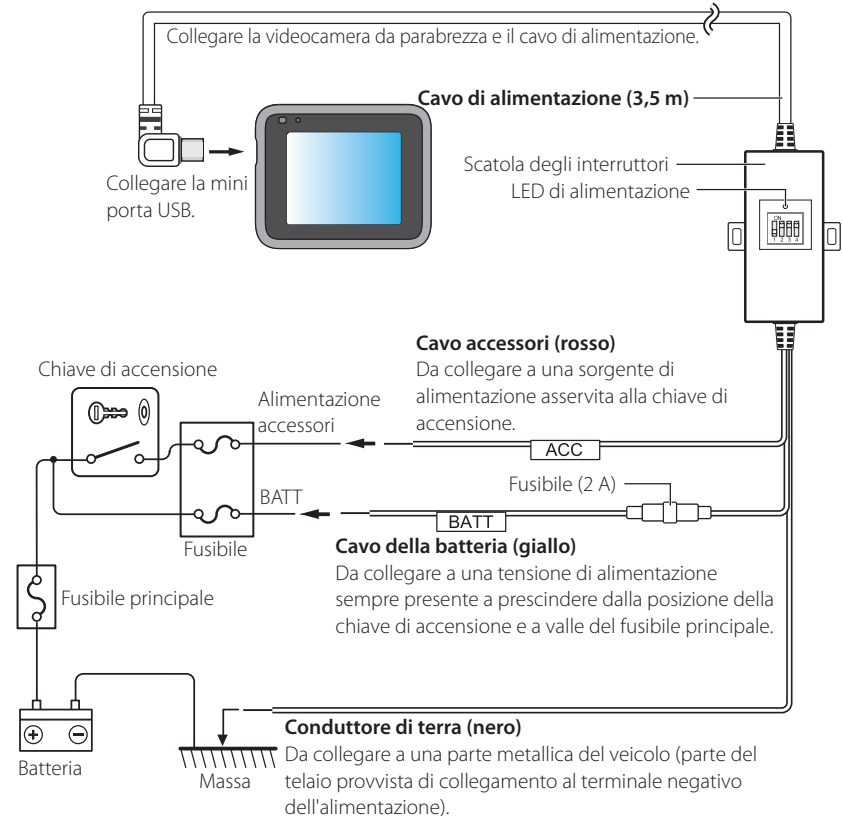 Collegare la videocamera da parabrezza e il cavo di alimentazione.
Cavo di alimentazione (3,5 m)
Collegare la mini
porta USB.
Scatola degli interruttori
LED di alimentazione
ON
1 2 3 4
Cavo accessori (rosso)
Da collegare a una sorgente di
alimentazione asservita alla chiave di
accensione.
Chiave di accensione
Alimentazione
accessori
ACC
Fusibile (2 A)
BATT
BATT
Fusibile
Cavo della batteria (giallo)
Da collegare a una tensione di alimentazione
sempre presente a prescindere dalla posizione della
chiave di accensione e a valle del fusibile principale.
Fusibile principale
Conduttore di terra (nero)
Da collegare a una parte metallica del veicolo (parte del
telaio provvista di collegamento al terminale negativo
dell'alimentazione).
+ −
Batteria
Massa